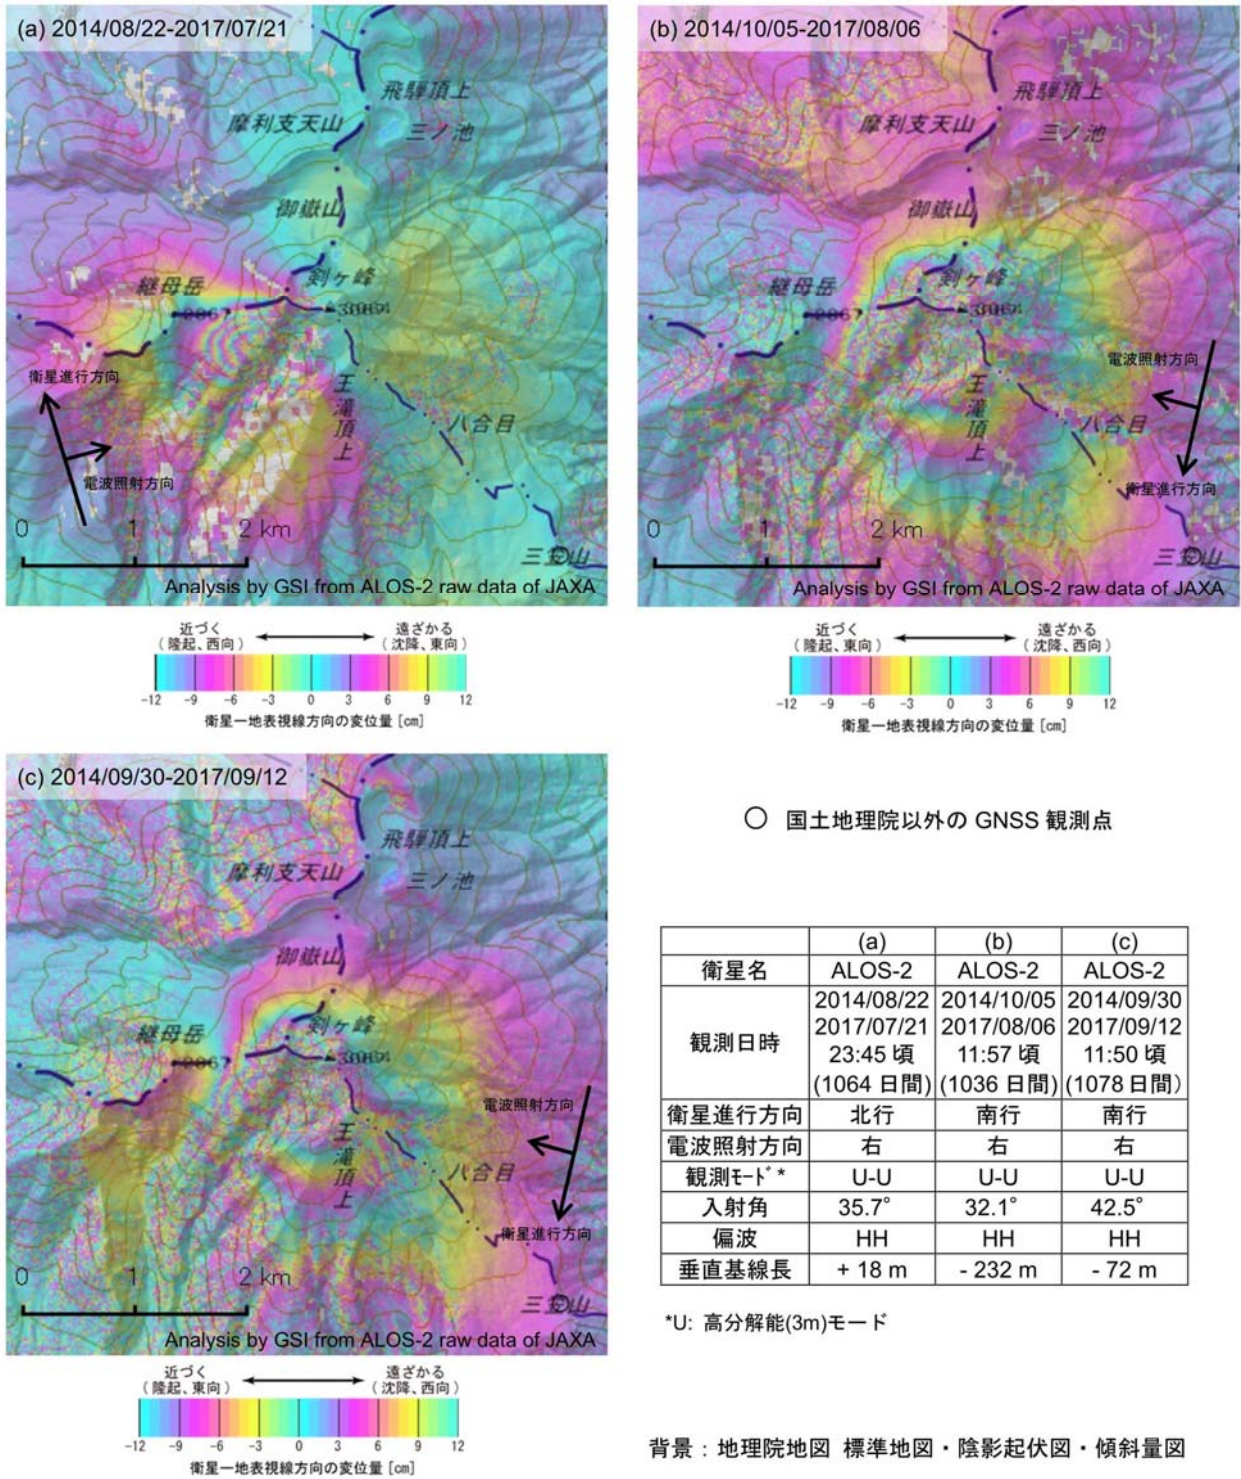 (a) 2014/08/22-2017/07/21
飛騨頂上
摩利支天山
三ノ池
御嶽山
継母岳
剣ヶ峰
2867
王滝頂上
八合目
衛星進行方向
電波照射方向
0 1 2 km
三笠山
Analysis by GSI from ALOS-2 raw data of JAXA
近づく
(隆起、西向)
遠ざかる
(沈降、東向)
-12 -9 -6 -3 0 3 6 9 12
衛星ー地表視線方向の変位量 [cm]
(b) 2014/10/05-2017/08/06
飛騨頂上
摩利支天山
三ノ池
御嶽山
継母岳
剣ヶ峰
2867
王滝頂上
八合目
電波照射方向
衛星進行方向
0 1 2 km
三笠山
Analysis by GSI from ALOS-2 raw data of JAXA
近づく
(隆起、東向)
遠ざかる
(沈降、西向)
-12 -9 -6 -3 0 3 6 9 12
衛星ー地表視線方向の変位量 [cm]
(c) 2014/09/30-2017/09/12
飛騨頂上
摩利支天山
三ノ池
御嶽山
継母岳
剣ヶ峰
2867
王滝頂上
八合目
電波照射方向
衛星進行方向
0 1 2 km
三笠山
Analysis by GSI from ALOS-2 raw data of JAXA
近づく
(隆起、東向)
遠ざかる
(沈降、西向)
-12 -9 -6 -3 0 3 6 9 12
衛星ー地表視線方向の変位量 [cm]
○ 国土地理院以外の GNSS 観測点
(a) (b) (c)
衛星名 ALOS-2 ALOS-2 ALOS-2
観測日時 2014/08/22 2014/10/05 2014/09/30
2017/07/21 2017/08/06 2017/09/12
23:45 頃 11:57 頃 11:50 頃
(1064 日間) (1036 日間) (1078 日間)
衛星進行方向 北行 南行 南行
電波照射方向 右 右 右
観測ﾓｰﾄﾞ* U-U U-U U-U
入射角 35.7° 32.1° 42.5°
偏波 HH HH HH
垂直基線長 + 18 m - 232 m - 72 m
*U: 高分解能(3m)モード
背景：地理院地図 標準地図・陰影起伏図・傾斜量図